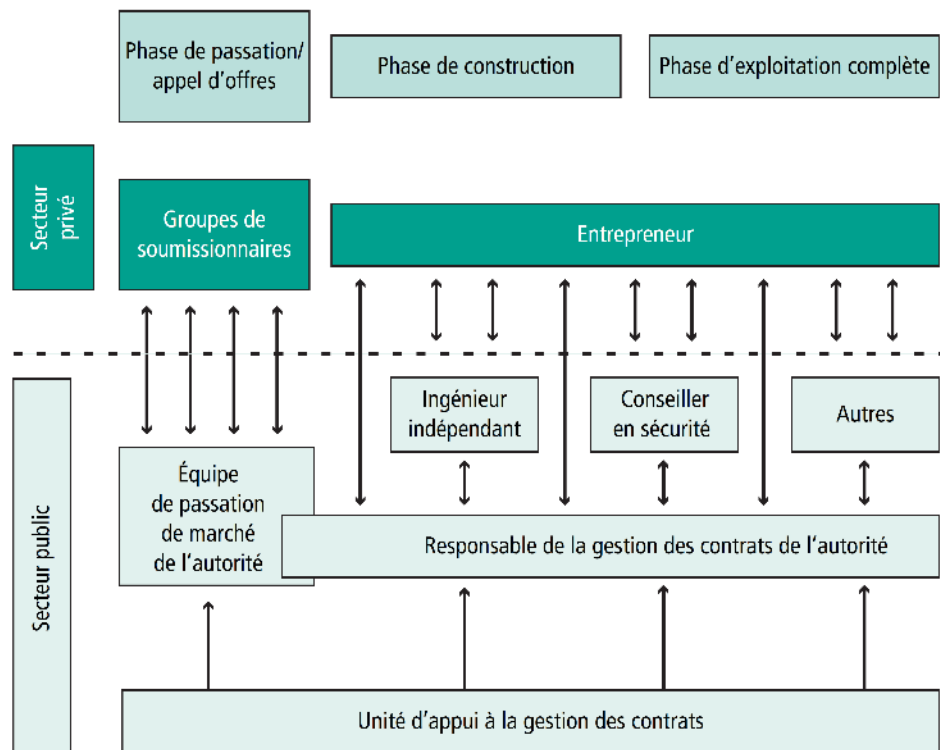 Phase de passation/
appel d'offres
Phase de construction
Phase d'exploitation complète
Secteur
privé
Groupes de
soumissionnaires
Entrepreneur
Secteur public
Ingénieur
indépendant
Conseiller
en sécurité
Autres
Équipe
de passation
de marché
de l'autorité
Responsable de la gestion des contrats de l'autorité
Unité d'appui à la gestion des contrats